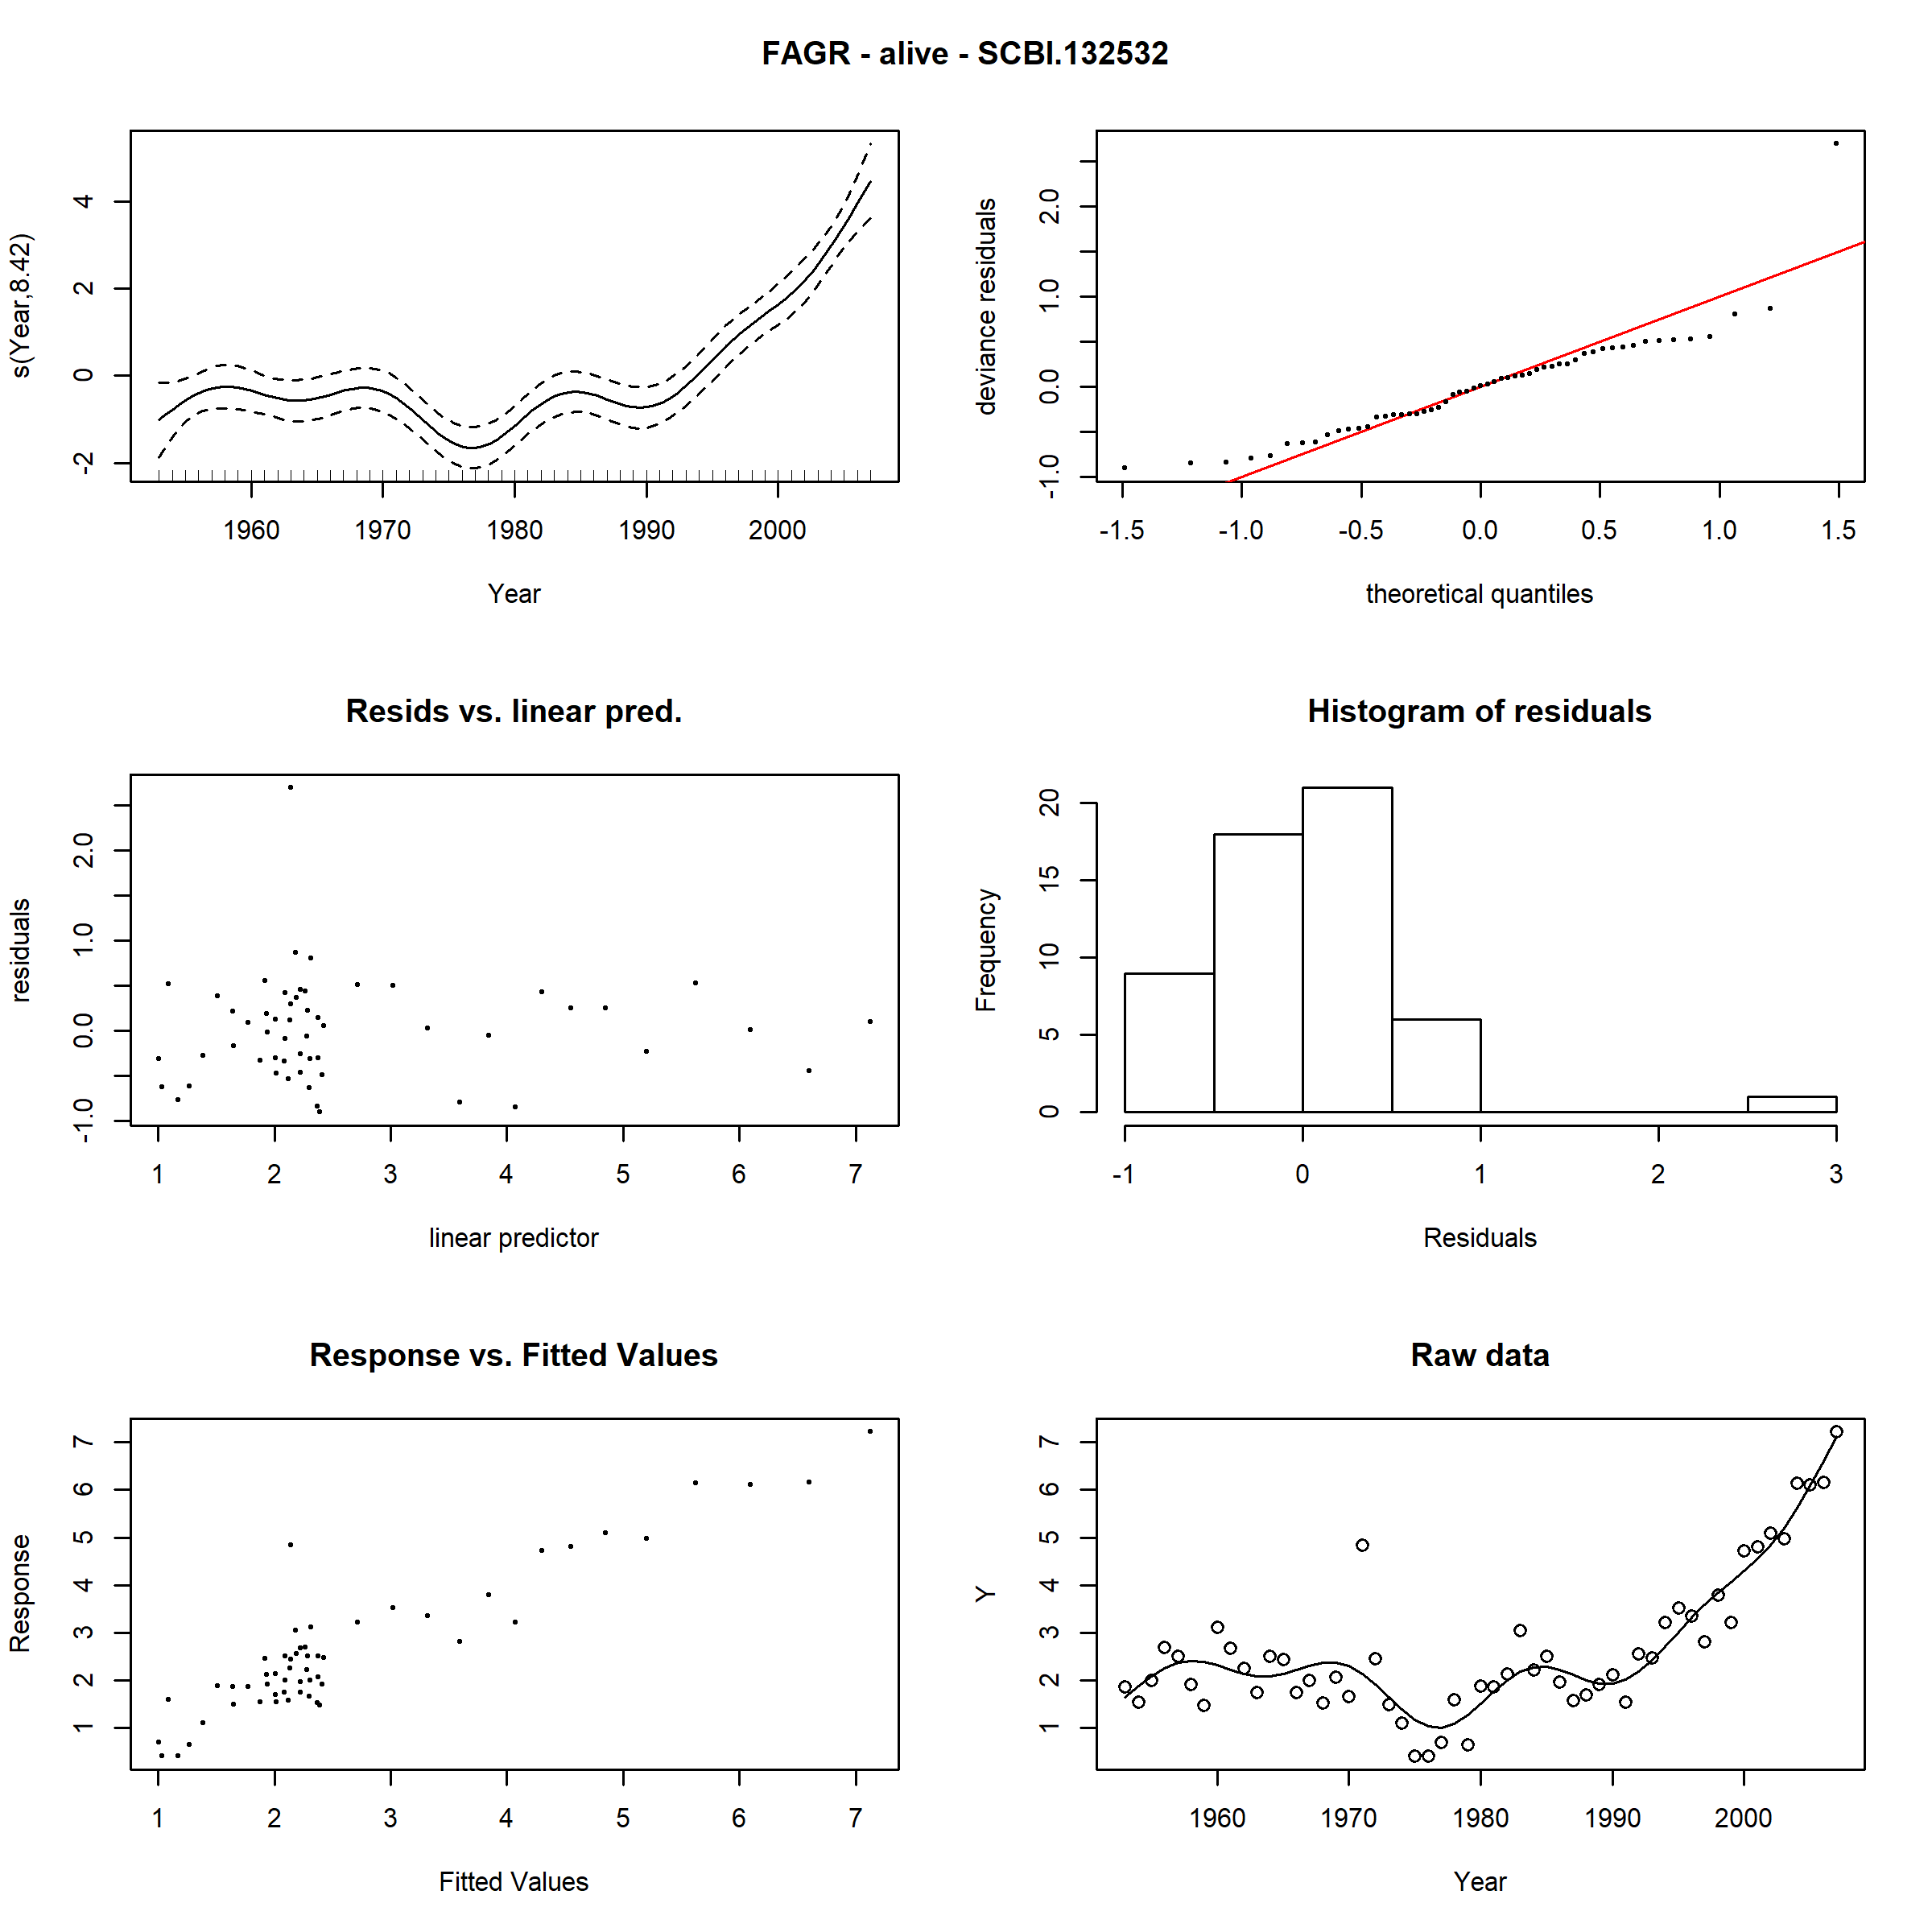 FAGR - alive - SCBI.132532
s(Year,8.42)
4
2
0
-2
1960 1970 1980 1990 2000
Year
deviance residuals
2.0
1.0
0.0
-1.0
-1.5 -1.0 -0.5 0.0 0.5 1.0 1.5
theoretical quantiles
Resids vs. linear pred.
residuals
2.0
1.0
0.0
-1.0
1 2 3 4 5 6 7
linear predictor
Histogram of residuals
Frequency
20
15
10
5
0
-1 0 1 2 3
Residuals
Response vs. Fitted Values
Response
7
6
5
4
3
2
1
1 2 3 4 5 6 7
Fitted Values
Raw data
Y
7
6
5
4
3
2
1
1960 1970 1980 1990 2000
Year